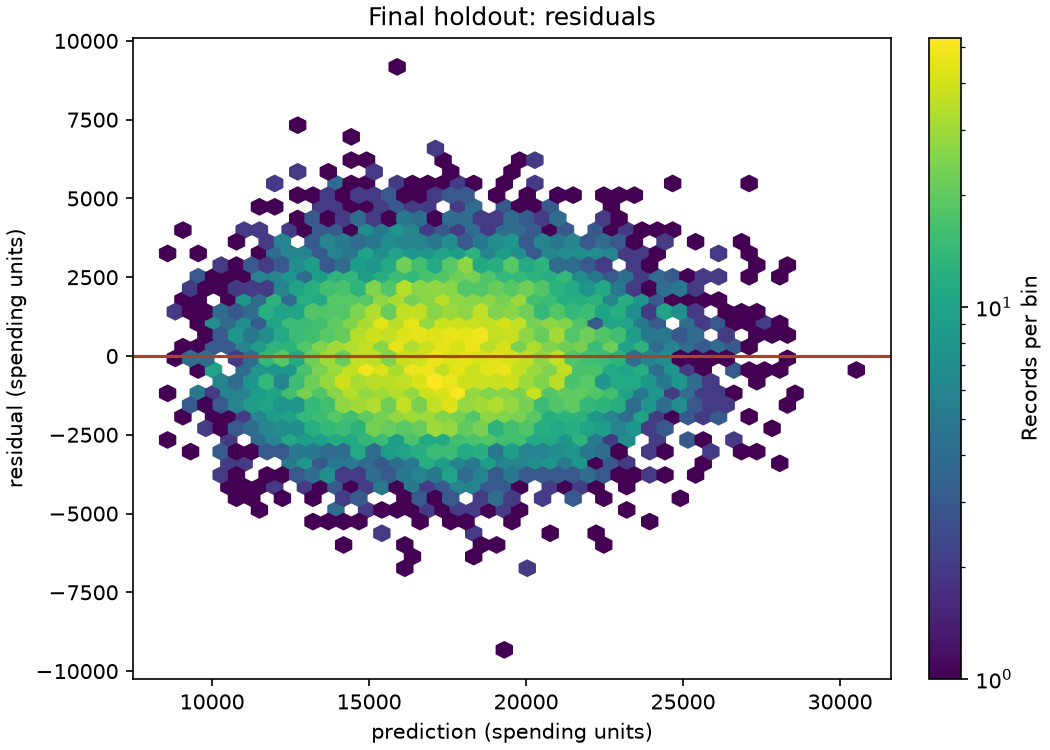 Final holdout: residuals
10000
7500
5000
2500
0
−2500
−5000
−7500
−10000
residual (spending units)
10000 15000 20000 25000 30000
prediction (spending units)
10¹
10⁰
Records per bin